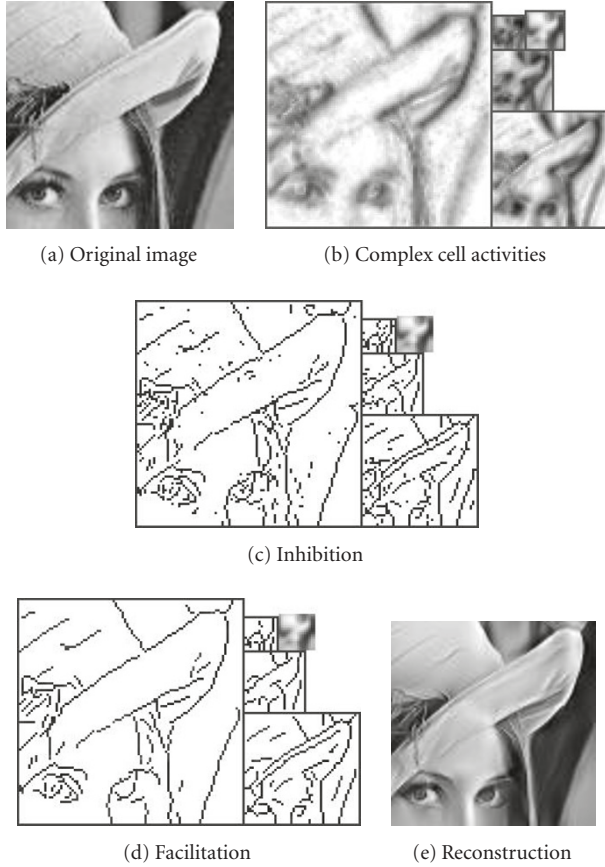 (a) Original image
(b) Complex cell activities
(c) Inhibition
(d) Facilitation
(e) Reconstruction